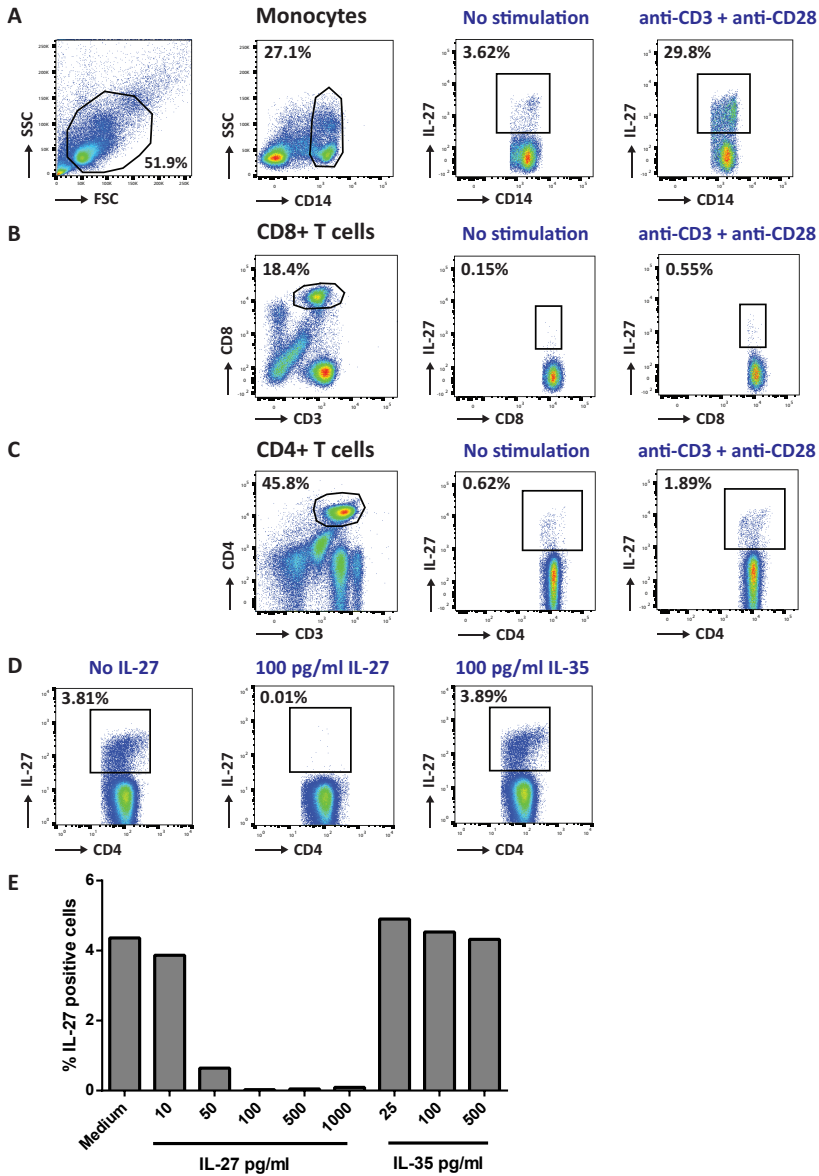 A
Monocytes
No stimulation
anti-CD3 + anti-CD28
51.9%
SSC
FSC
27.1%
SSC
CD14
3.62%
IL-27
CD14
29.8%
IL-27
CD14
B
CD8+ T cells
No stimulation
anti-CD3 + anti-CD28
18.4%
CD8
CD3
0.15%
IL-27
CD8
0.55%
IL-27
CD8
C
CD4+ T cells
No stimulation
anti-CD3 + anti-CD28
45.8%
CD4
CD3
0.62%
IL-27
CD4
1.89%
IL-27
CD4
D
No IL-27
100 pg/ml IL-27
100 pg/ml IL-35
3.81%
IL-27
CD4
0.01%
IL-27
CD4
3.89%
IL-27
CD4
E
% IL-27 positive cells
6
4
2
0
Medium
10
50
100
500
1000
25
100
500
IL-27 pg/ml
IL-35 pg/ml